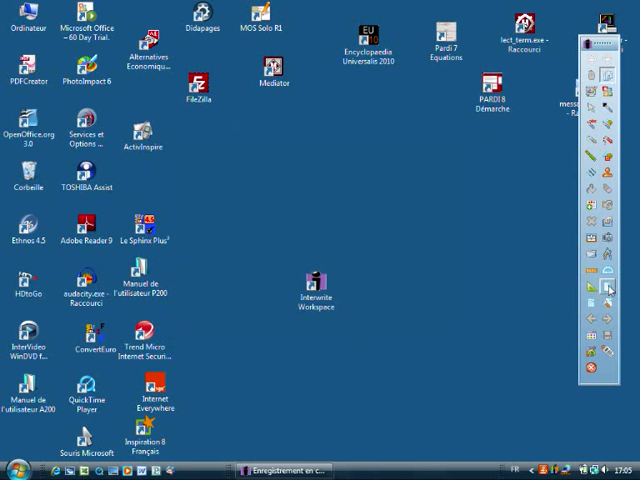 Ordinateur
Microsoft Office
– 60 Day Trial.
Alternatives
Economiqu...
Didapages
MOS Solo R1
EU
Encyclopaedia
Universalis 2010
Pardi 7
Equations
lect_term.exe -
Raccourci
PDFCreator
PhotoImpact 6
FileZilla
Mediator
PARDI 8
Démarche
OpenOffice.org
3.0
Services et
Options ...
ActivInspire
Corbeille
TOSHIBA Assist
Ethnos 4.5
Adobe Reader 9
4.5
Le Sphinx Plus²
Interwrite
Workspace
HDtoGo
audacity.exe -
Raccourci
Manuel de
l'utilisateur P200
InterVideo
WinDVD f...
ConvertEuro
Trend Micro
Internet Securi...
Manuel de
l'utilisateur A200
QuickTime
Player
Internet
Everywhere
Souris Microsoft
Inspiration 8
Français
Enregistrement en c...
FR
17:05